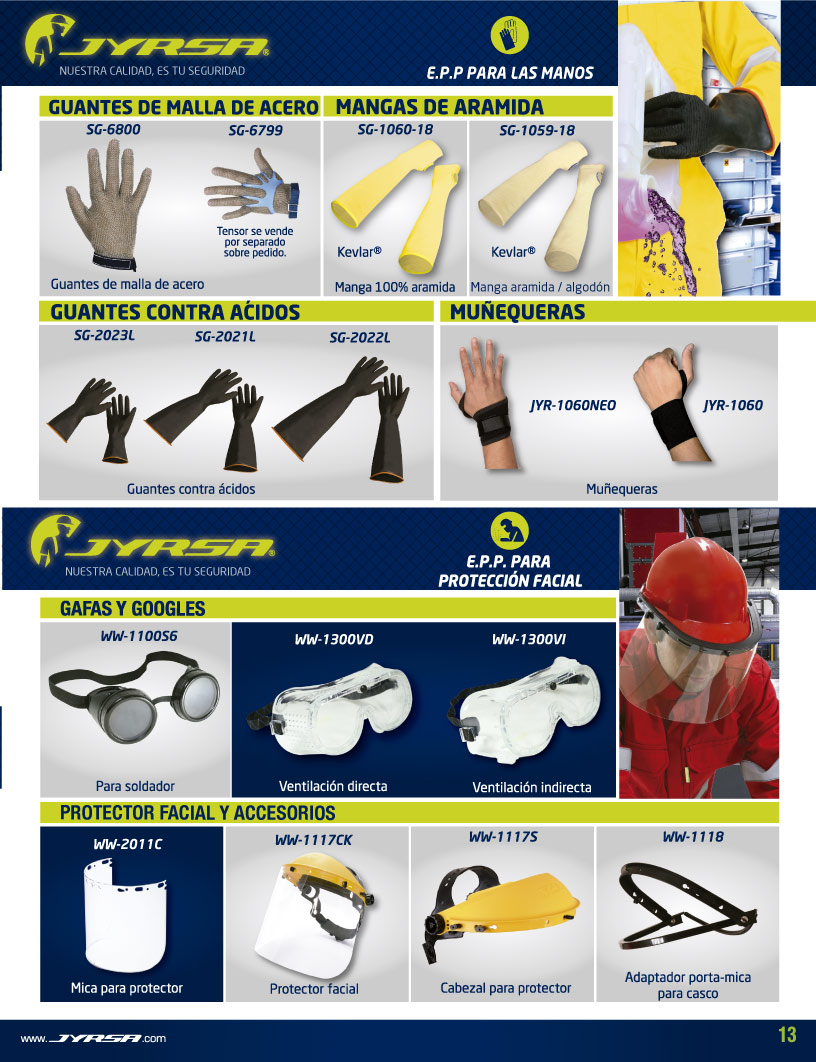 JYRSA®
NUESTRA CALIDAD, ES TU SEGURIDAD
E.P.P PARA LAS MANOS
GUANTES DE MALLA DE ACERO
SG-6800
SG-6799
Tensor se vende
por separado
sobre pedido.
Guantes de malla de acero
MANGAS DE ARAMIDA
SG-1060-18
SG-1059-18
Kevlar®
Kevlar®
Manga 100% aramida
Manga aramida / algodón
GUANTES CONTRA AĆIDOS
SG-2023L
SG-2021L
SG-2022L
Guantes contra ácidos
MUÑEQUERAS
JYR-1060NEO
JYR-1060
Muñequeras
JYRSA®
NUESTRA CALIDAD, ES TU SEGURIDAD
E.P.P. PARA
PROTECCIÓN FACIAL
GAFAS Y GOOGLES
WW-1100S6
WW-1300VD
WW-1300VI
Para soldador
Ventilación directa
Ventilación indirecta
PROTECTOR FACIAL Y ACCESORIOS
WW-2011C
WW-1117CK
WW-1117S
WW-1118
Mica para protector
Protector facial
Cabezal para protector
Adaptador porta-mica
para casco
www.JYRSA.com
13